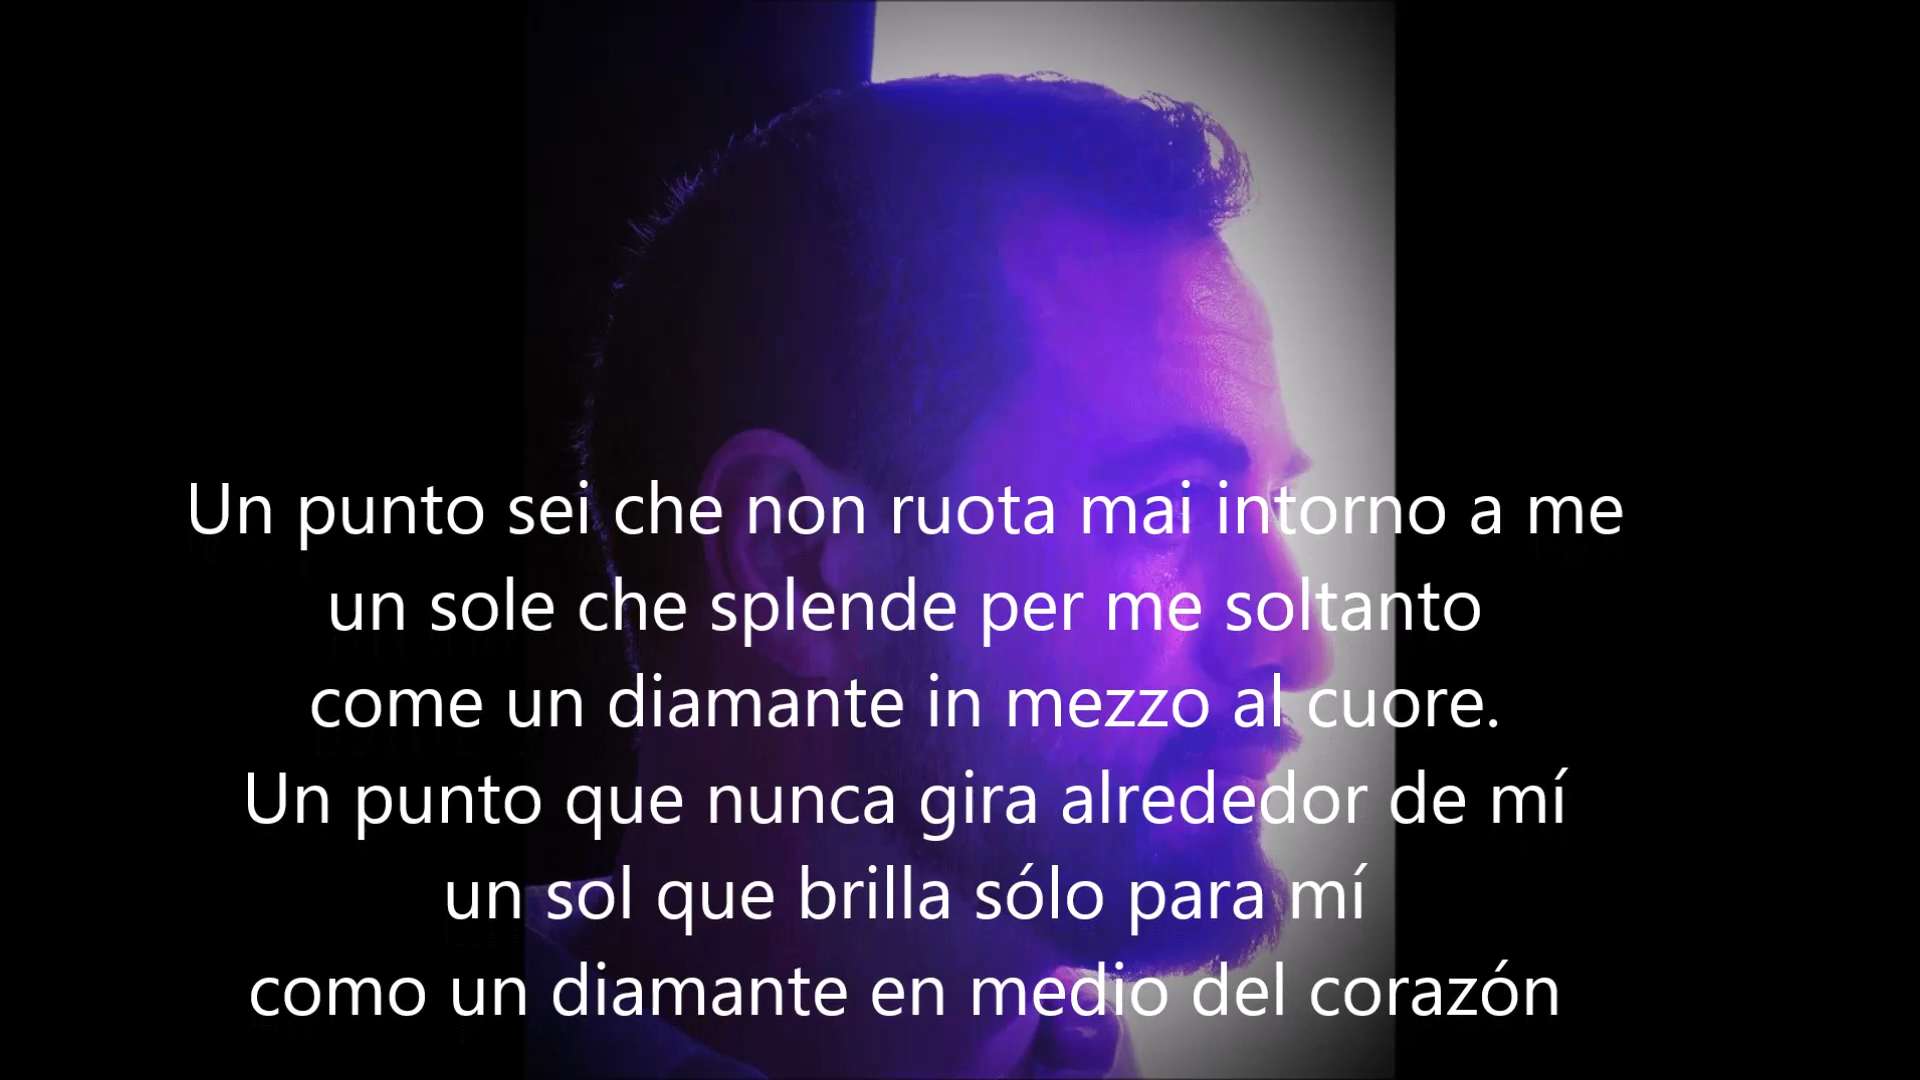 Un punto sei che non ruota mai intorno a me
un sole che splende per me soltanto
come un diamante in mezzo al cuore.
Un punto que nunca gira alrededor de mí
un sol que brilla sólo para mí
como un diamante en medio del corazón